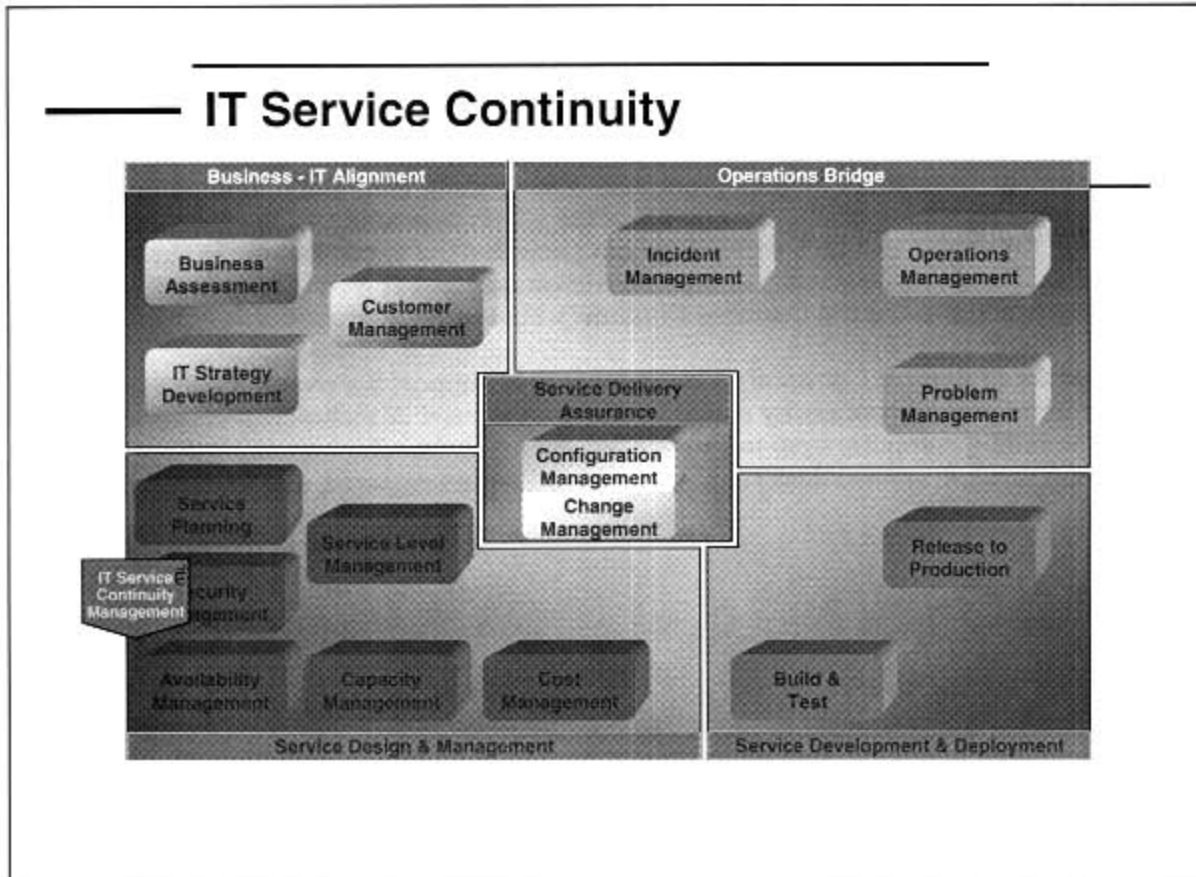 IT Service Continuity
Business - IT Alignment
Operations Bridge
Business
Assessment
Customer
Management
IT Strategy
Development
Incident
Management
Operations
Management
Problem
Management
Service Delivery
Assurance
Configuration
Management
Change
Management
Service
Planning
Service Level
Management
IT Service
Continuity
Management
Availability
Management
Capacity
Management
Cost
Management
Service Design & Management
Release to
Production
Build &
Test
Service Development & Deployment